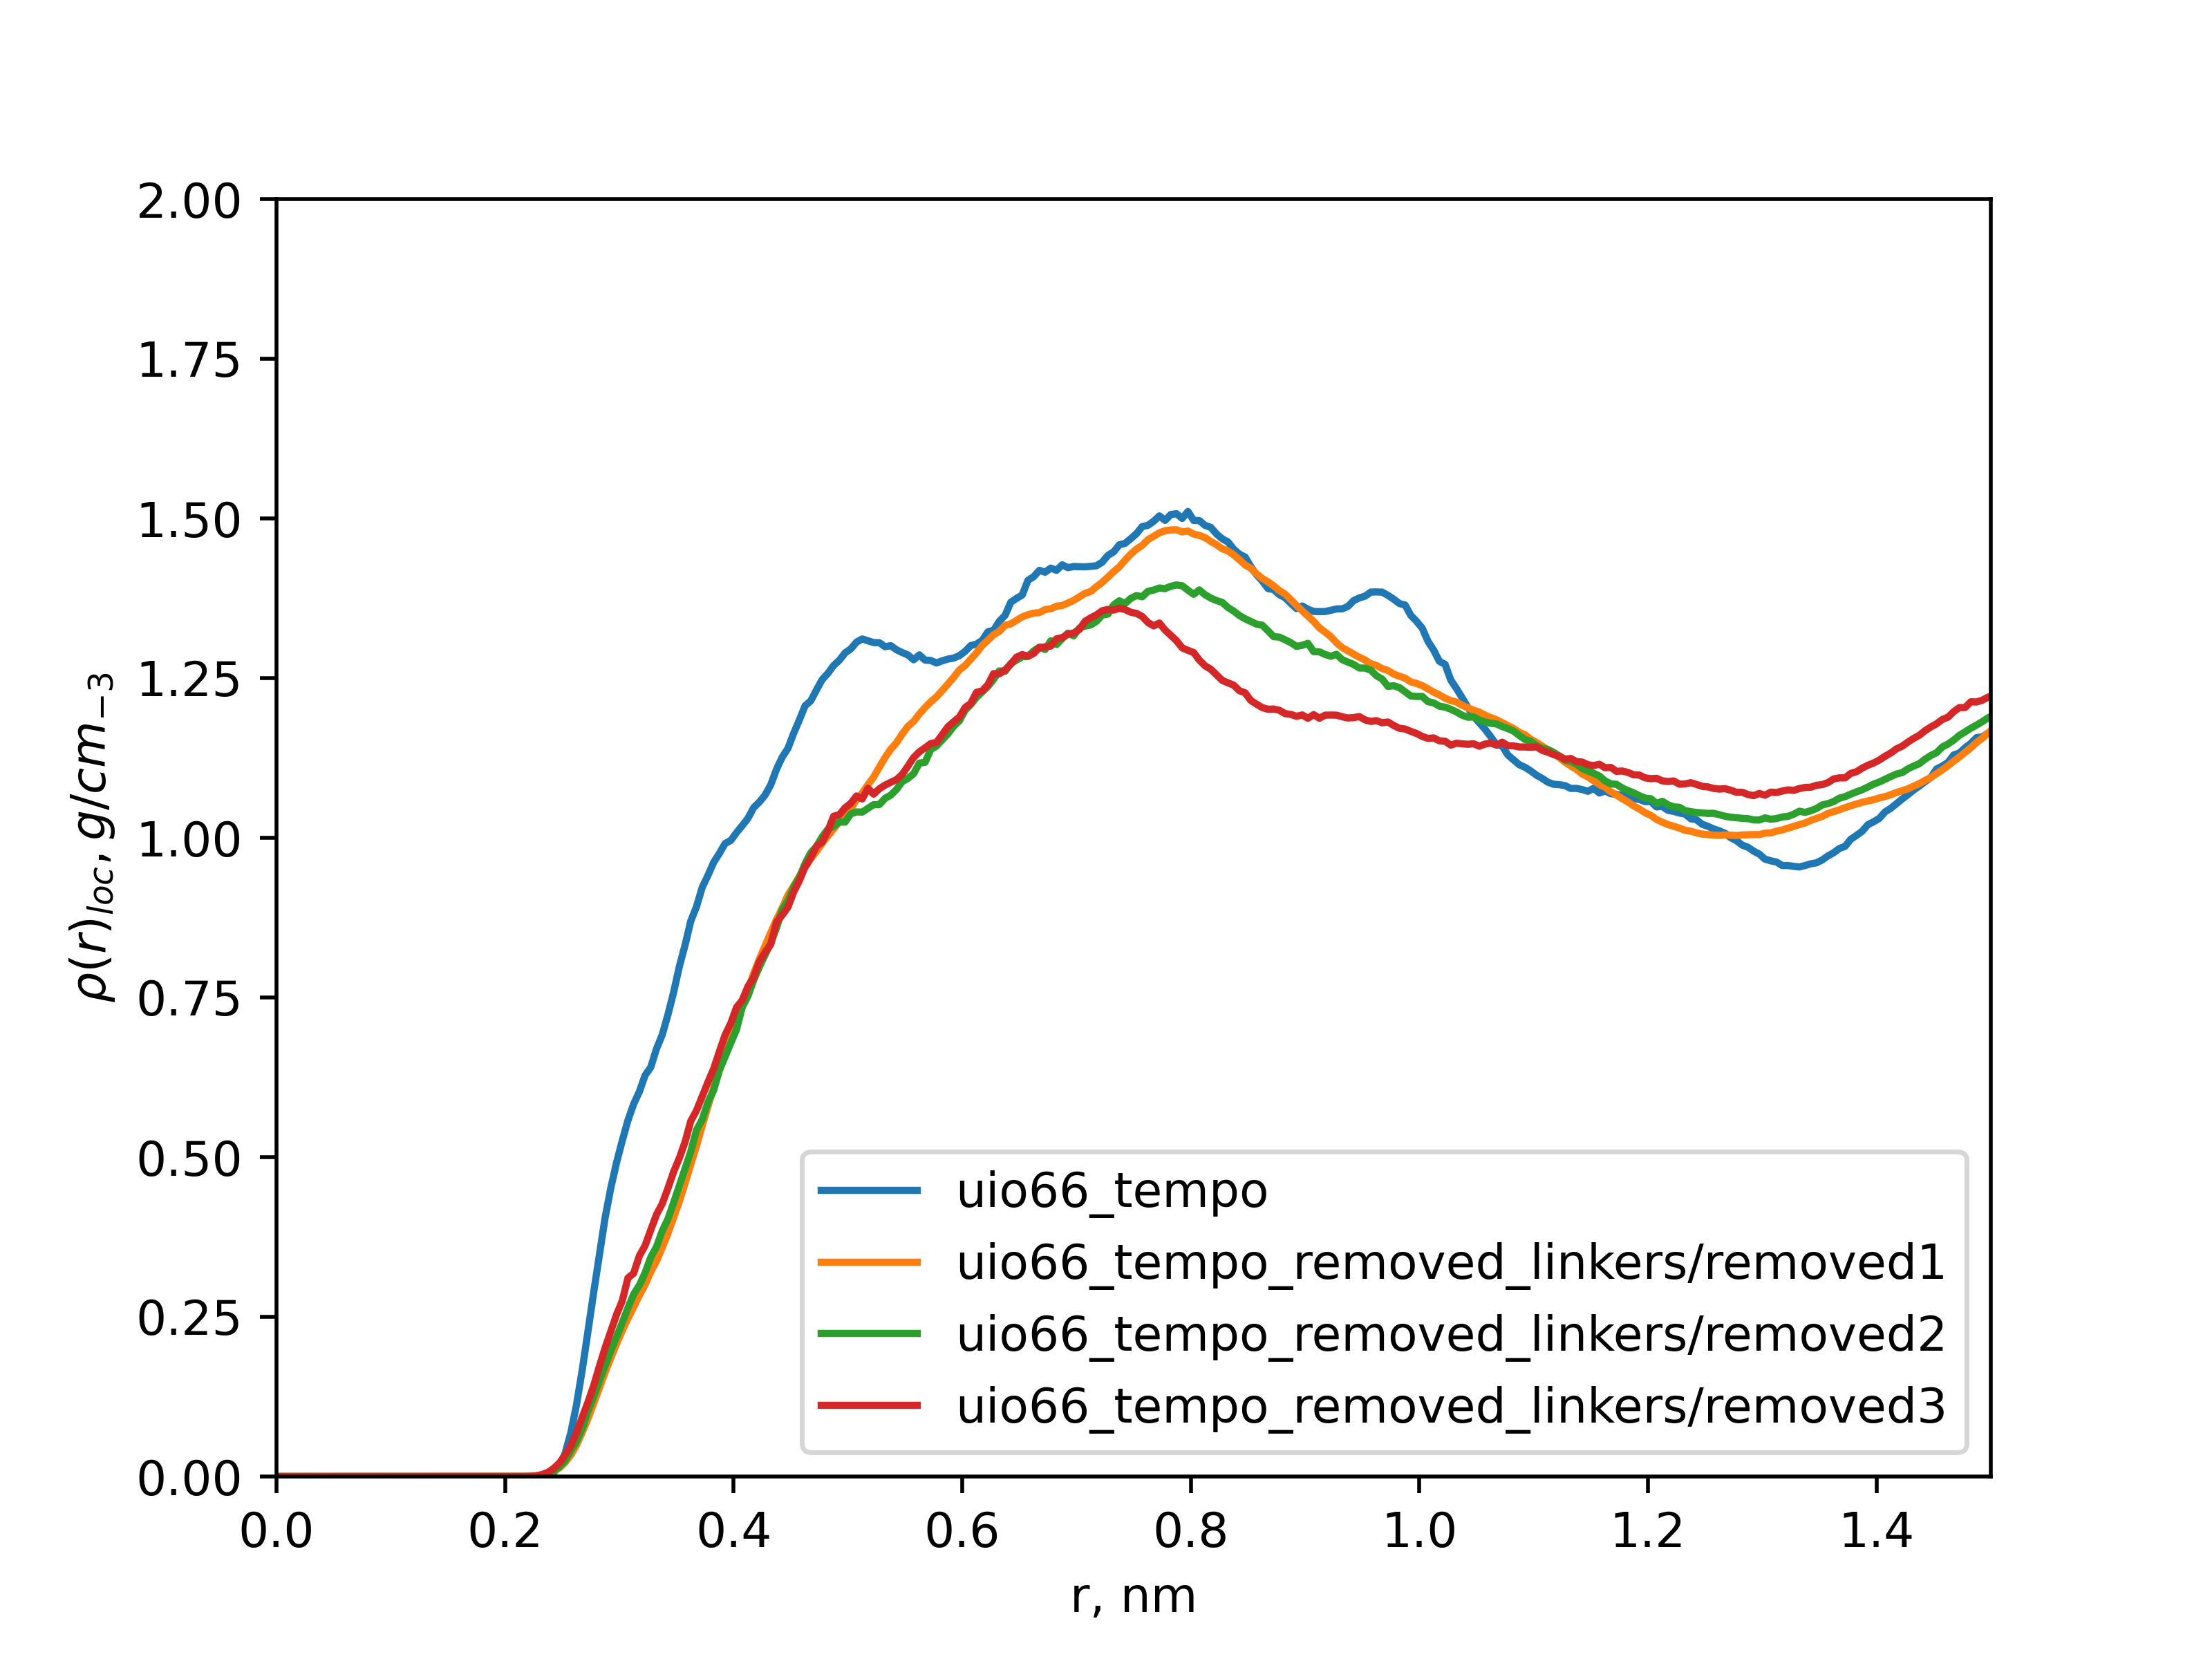 2.00
1.75
1.50
1.25
1.00
0.75
0.50
0.25
0.00
ρ(r)loc, g/cm−3
0.0 0.2 0.4 0.6 0.8 1.0 1.2 1.4
r, nm
uio66_tempo
uio66_tempo_removed_linkers/removed1
uio66_tempo_removed_linkers/removed2
uio66_tempo_removed_linkers/removed3